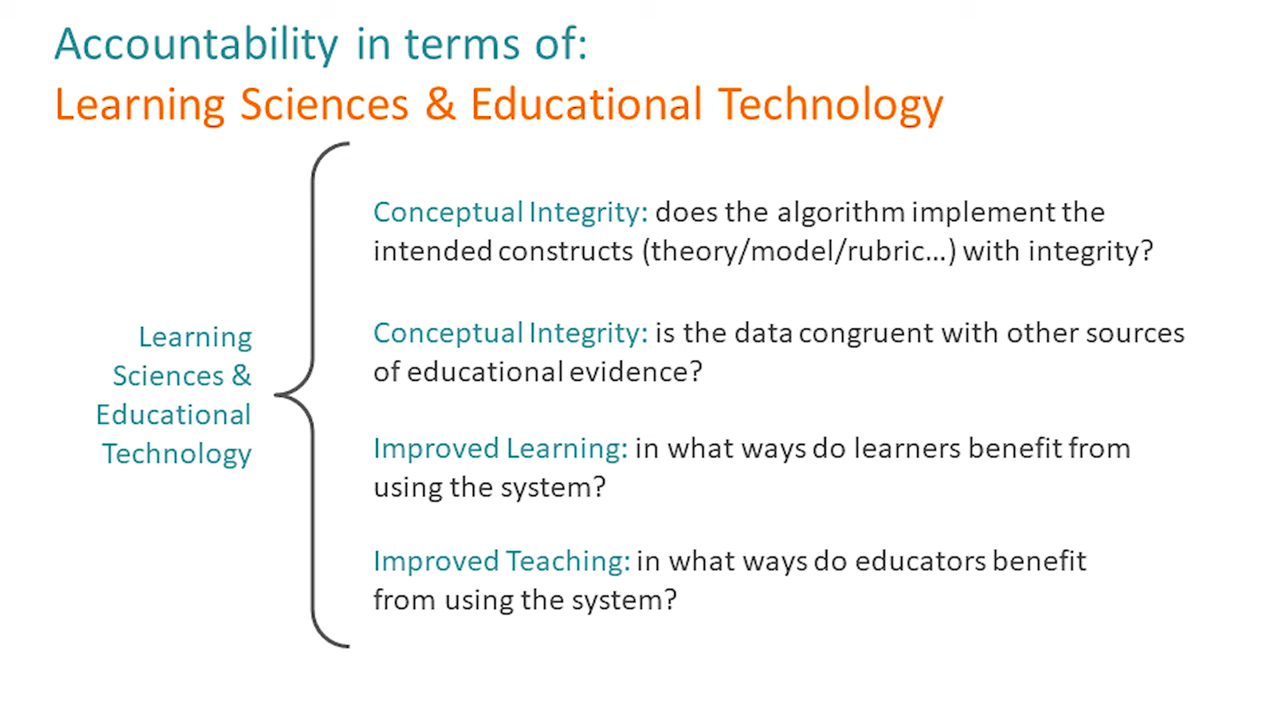 Accountability in terms of:
Learning Sciences & Educational Technology
Learning
Sciences &
Educational
Technology
Conceptual Integrity: does the algorithm implement the
intended constructs (theory/model/rubric...) with integrity?
Conceptual Integrity: is the data congruent with other sources
of educational evidence?
Improved Learning: in what ways do learners benefit from
using the system?
Improved Teaching: in what ways do educators benefit
from using the system?